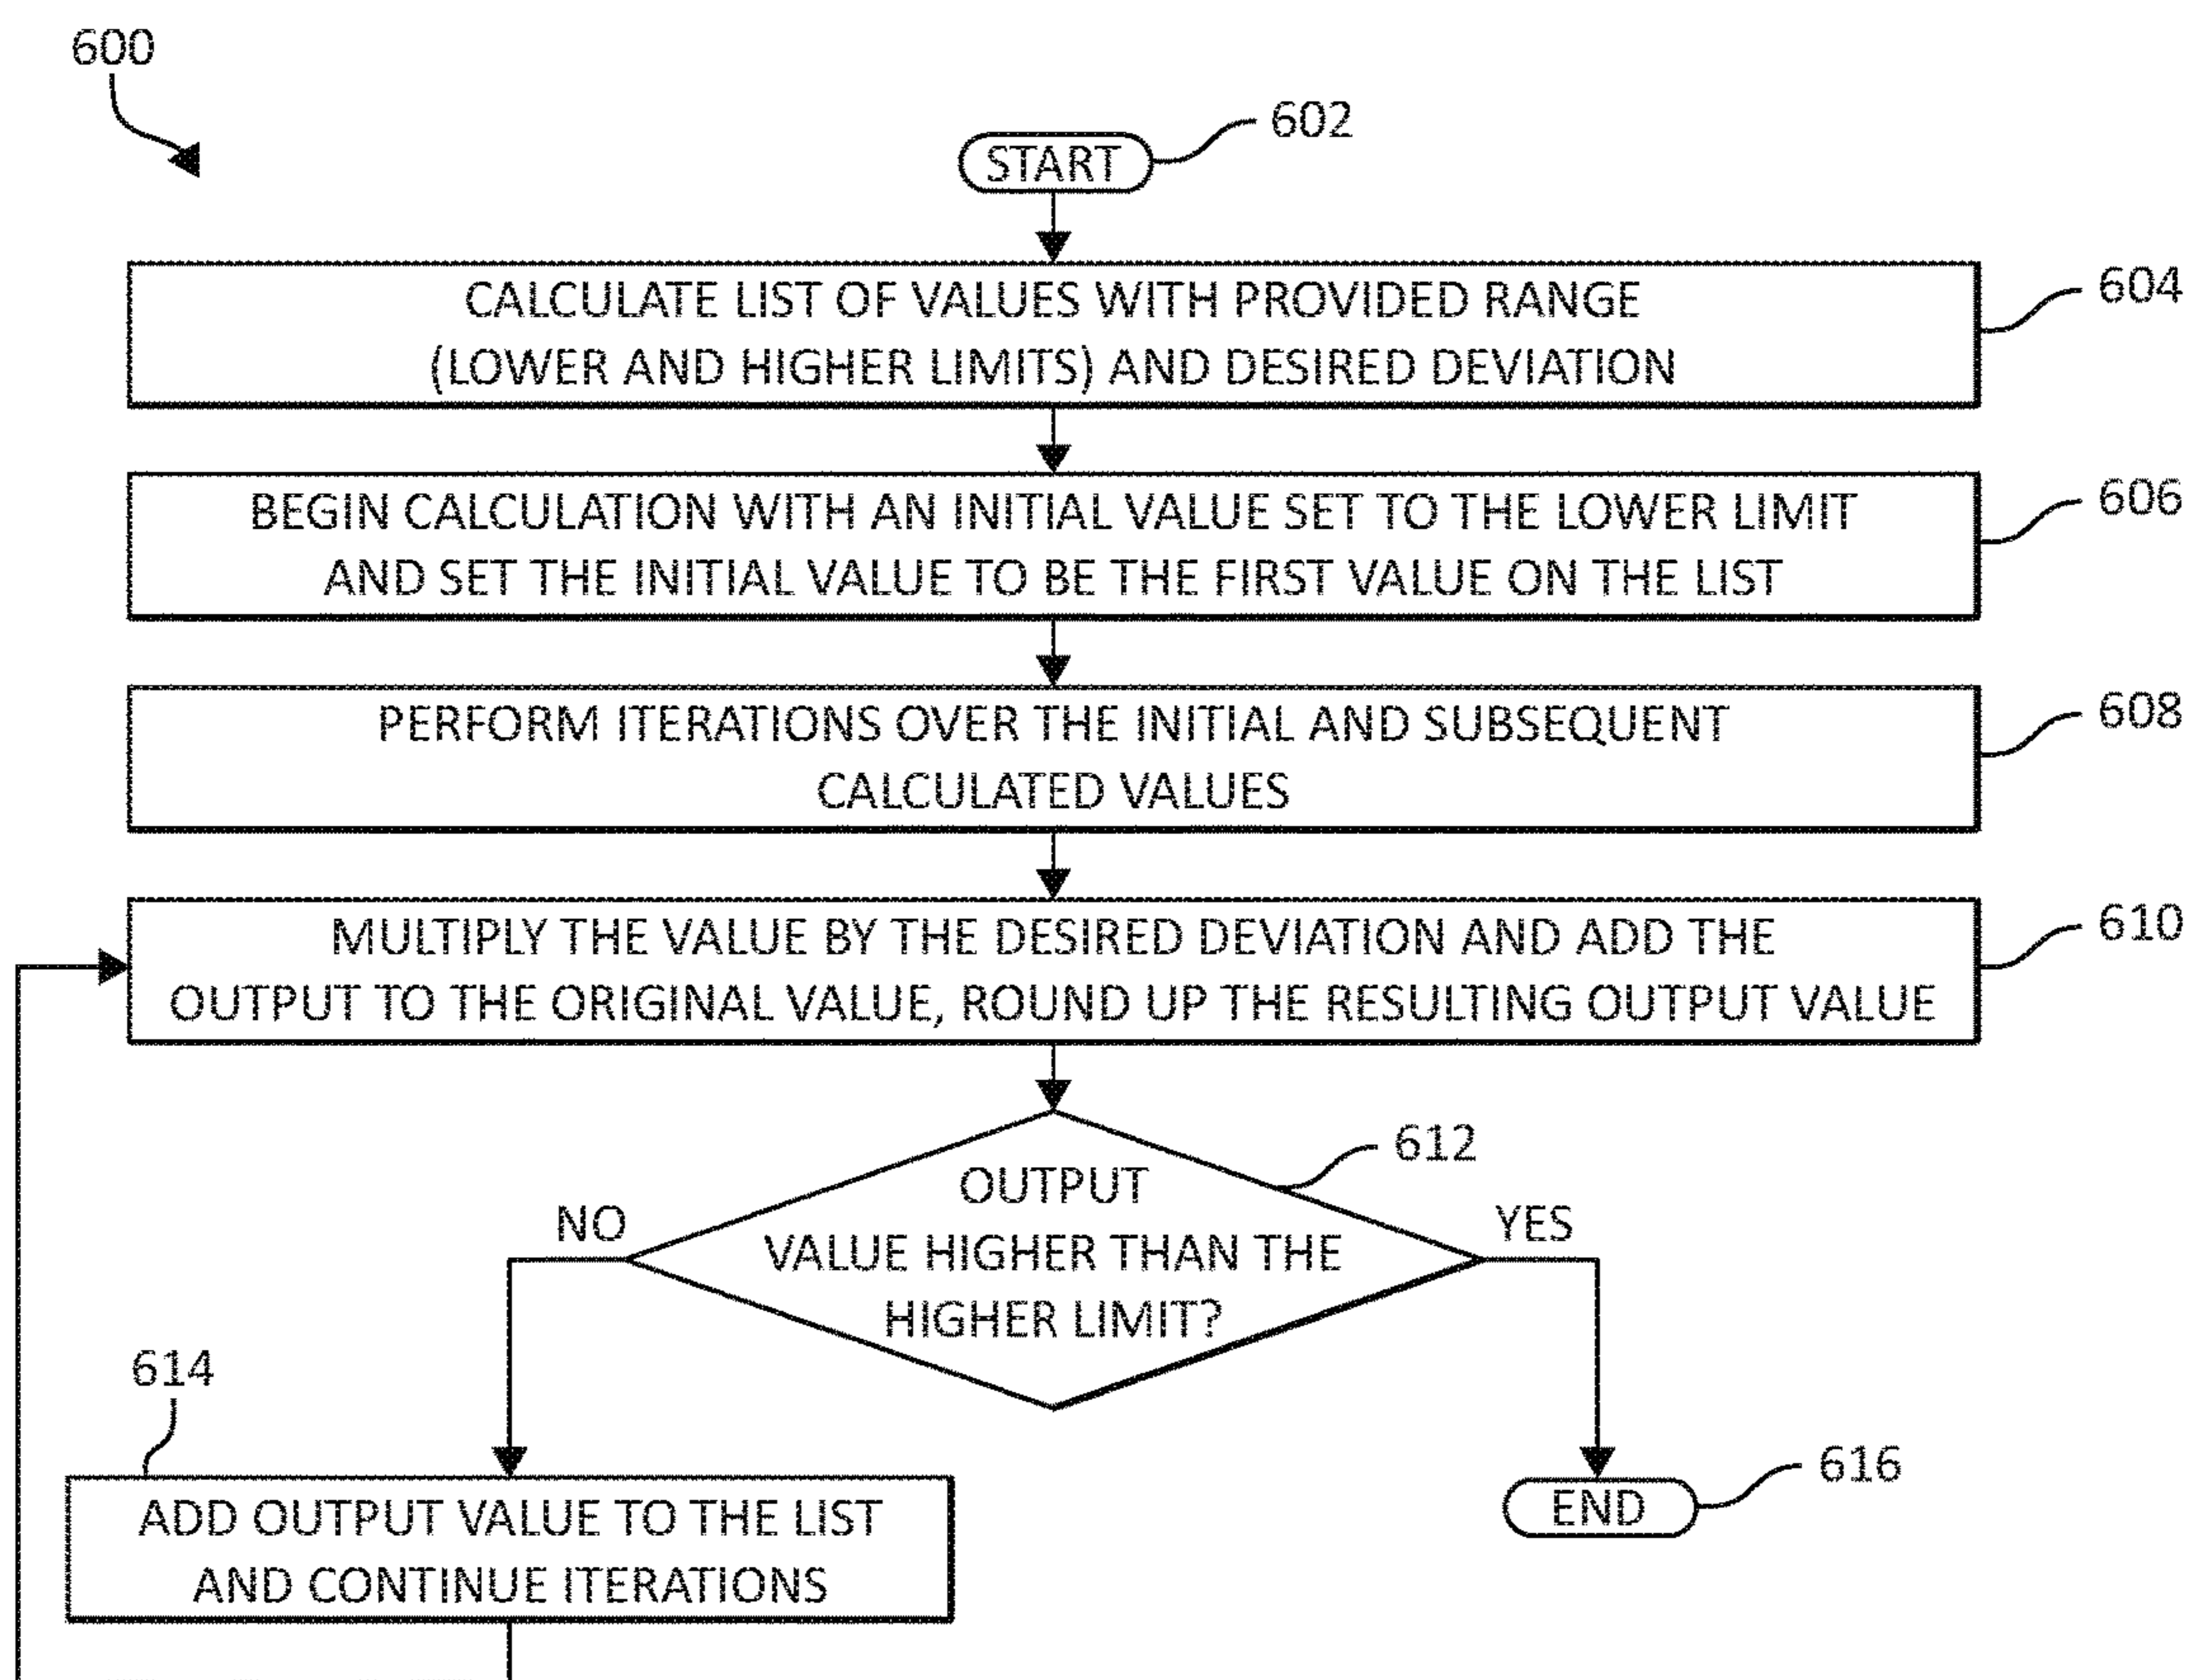 600
602
START
CALCULATE LIST OF VALUES WITH PROVIDED RANGE
(LOWER AND HIGHER LIMITS) AND DESIRED DEVIATION
604
BEGIN CALCULATION WITH AN INITIAL VALUE SET TO THE LOWER LIMIT
AND SET THE INITIAL VALUE TO BE THE FIRST VALUE ON THE LIST
606
PERFORM ITERATIONS OVER THE INITIAL AND SUBSEQUENT
CALCULATED VALUES
608
MULTIPLY THE VALUE BY THE DESIRED DEVIATION AND ADD THE
OUTPUT TO THE ORIGINAL VALUE, ROUND UP THE RESULTING OUTPUT VALUE
610
612
OUTPUT
VALUE HIGHER THAN THE
HIGHER LIMIT?
NO
YES
614
ADD OUTPUT VALUE TO THE LIST
AND CONTINUE ITERATIONS
616
END